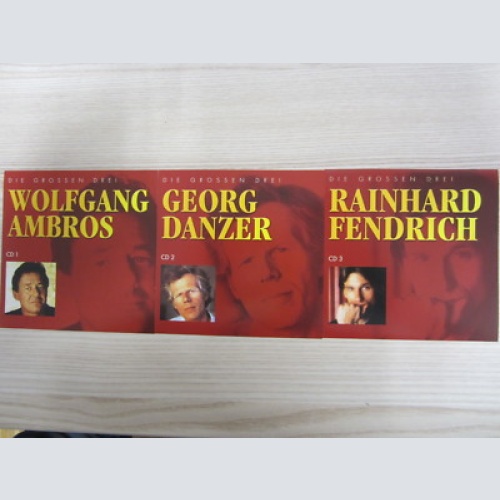 DIE GROSSEN DREI
WOLFGANG
AMBROS
CD 1
DIE GROSSEN DREI
GEORG
DANZER
CD 2
DIE GROSSEN DREI
RAINHARD
FENDRICH
CD 3